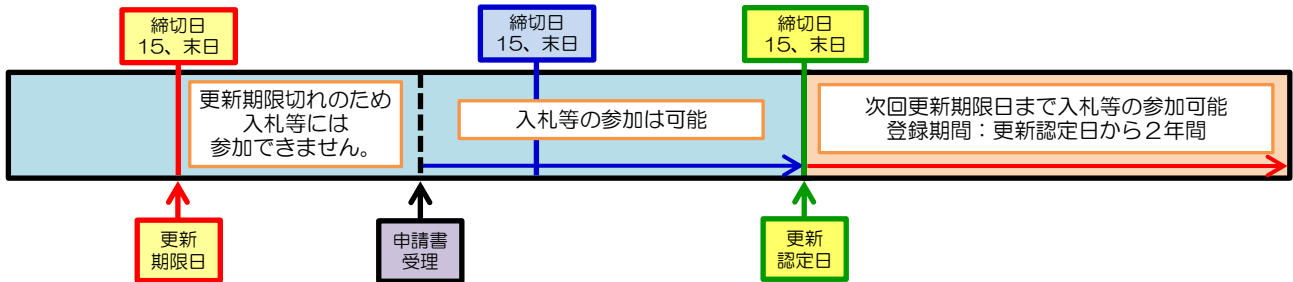 締切日
15、末日
締切日
15、末日
締切日
15、末日
更新期限切れのため
入札等には
参加できません。
入札等の参加は可能
次回更新期限日まで入札等の参加可能
登録期間：更新認定日から２年間
更新
期限日
申請書
受理
更新
認定日